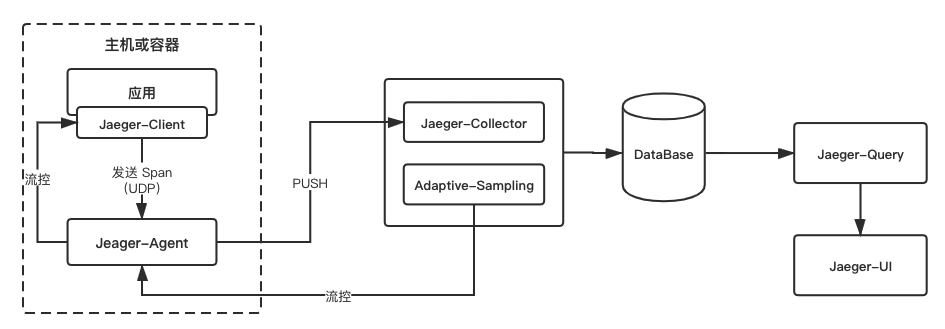 主机或容器
应用
Jaeger-Client
发送 Span
(UDP)
流控
Jeager-Agent
PUSH
Jaeger-Collector
Adaptive-Sampling
流控
DataBase
Jaeger-Query
Jaeger-UI